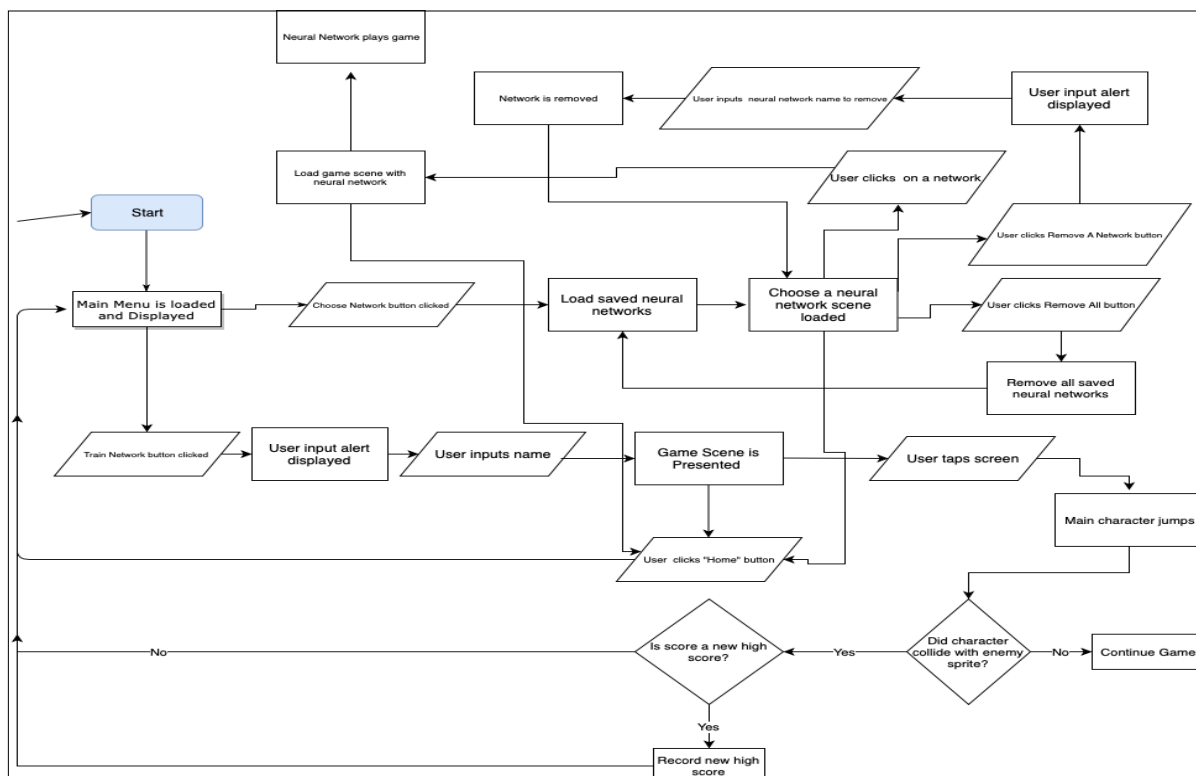 Neural Network plays game
Network is removed
User inputs  neural network name to remove
User input alert
displayed
Load game scene with
neural network
User clicks  on a network
Start
User clicks Remove A Network button
Main Menu is loaded
and Displayed
Choose Network button clicked
Load saved neural
networks
Choose a neural
network scene
loaded
User clicks Remove All button
Remove all saved
neural networks
Train Network button clicked
User input alert
displayed
User inputs name
Game Scene is
Presented
User taps screen
Main character jumps
User  clicks "Home" button
Did character
collide with enemy
sprite?
Is score a new high
score?
No
Yes
No
Continue Game
Yes
Record new high
score